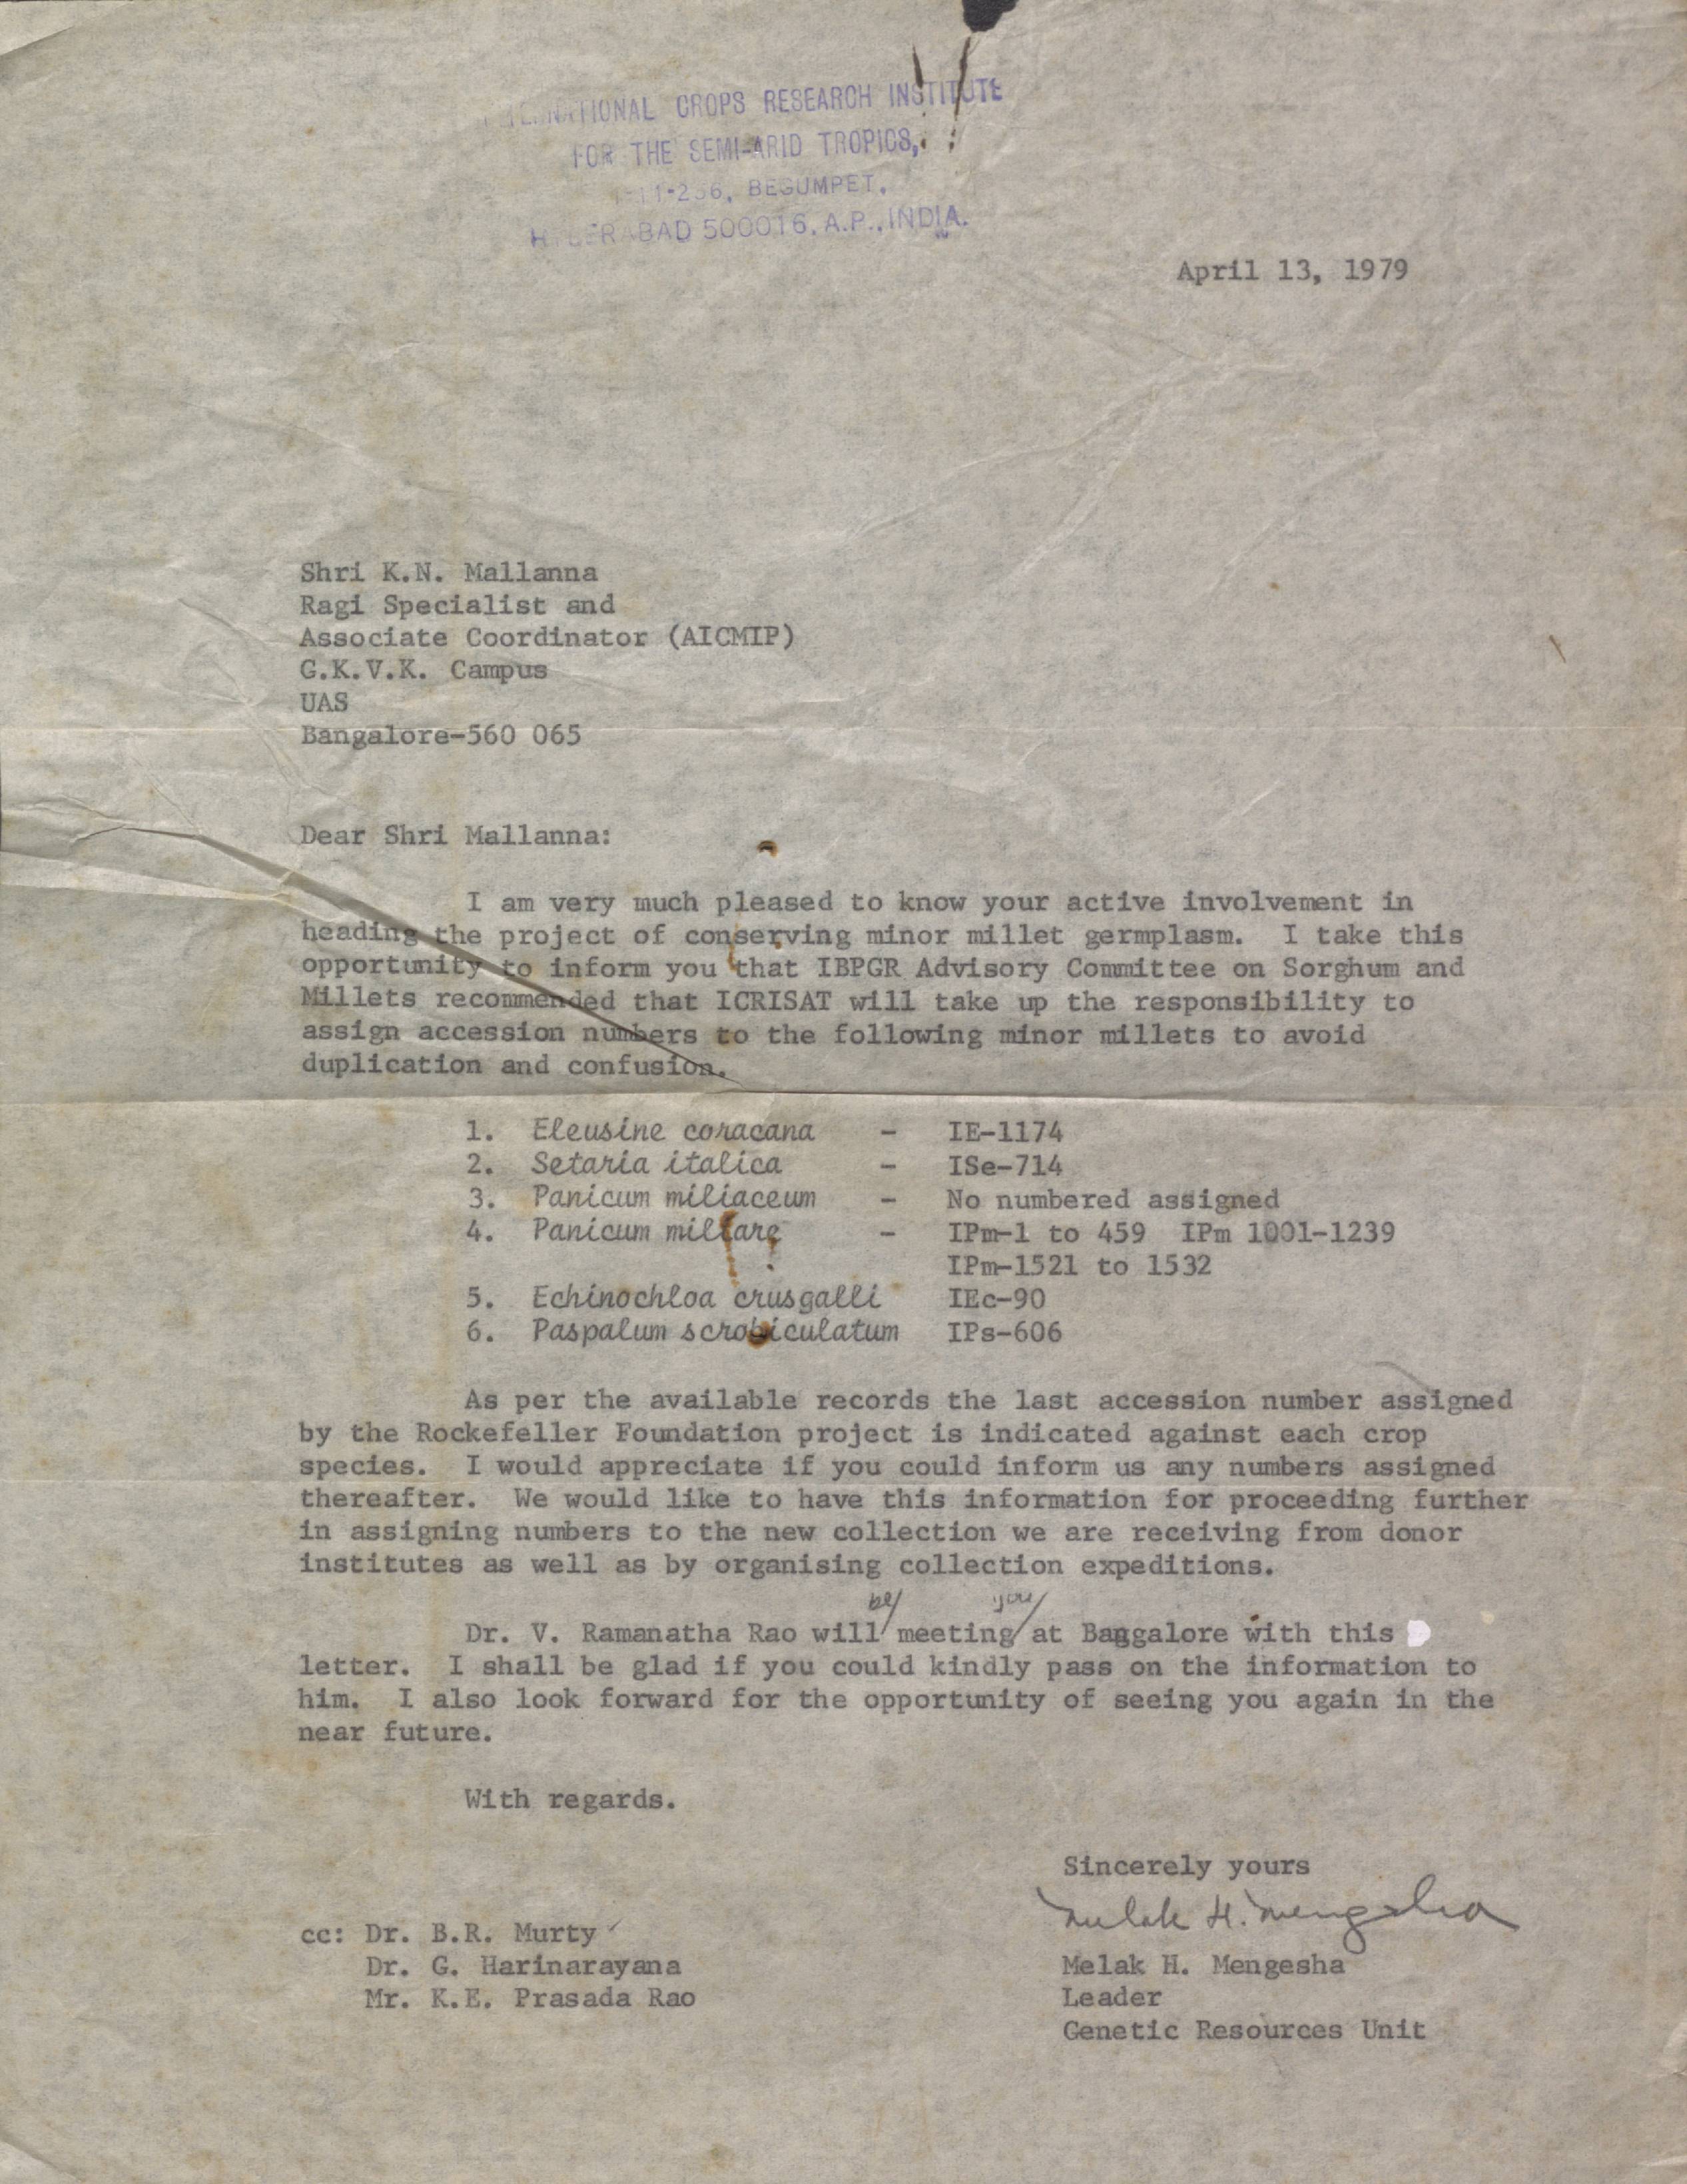 INTERNATIONAL CROPS RESEARCH INSTITUTE
FOR THE SEMI-ARID TROPICS,
BEGUMPET,
HYDERABAD 500016, A.P., INDIA.
April 13, 1979
Shri K.N. Mallanna
Ragi Specialist and
Associate Coordinator (AICMIP)
G.K.V.K. Campus
UAS
Bangalore-560 065
Dear Shri Mallanna:
I am very much pleased to know your active involvement in
heading the project of conserving minor millet germplasm. I take this
opportunity to inform you that IBPGR Advisory Committee on Sorghum and
Millets recommended that ICRISAT will take up the responsibility to
assign accession numbers to the following minor millets to avoid
duplication and confusion.
1. Eleusine coracana - IE-1174
2. Setaria italica - ISe-714
3. Panicum miliaceum - No numbered assigned
4. Panicum miliare - IPm-1 to 459 IPm 1001-1239
IPm-1521 to 1532
5. Echinochloa crusgalli IEc-90
6. Paspalum scrobiculatum IPs-606
As per the available records the last accession number assigned
by the Rockefeller Foundation project is indicated against each crop
species. I would appreciate if you could inform us any numbers assigned
thereafter. We would like to have this information for proceeding further
in assigning numbers to the new collection we are receiving from donor
institutes as well as by organising collection expeditions.
be/ you/
Dr. V. Ramanatha Rao will/meeting/at Bangalore with this
letter. I shall be glad if you could kindly pass on the information to
him. I also look forward for the opportunity of seeing you again in the
near future.
With regards.
Sincerely yours
Melak H. Mengesha
cc: Dr. B.R. Murty
Dr. G. Harinarayana
Mr. K.E. Prasada Rao
Melak H. Mengesha
Leader
Genetic Resources Unit